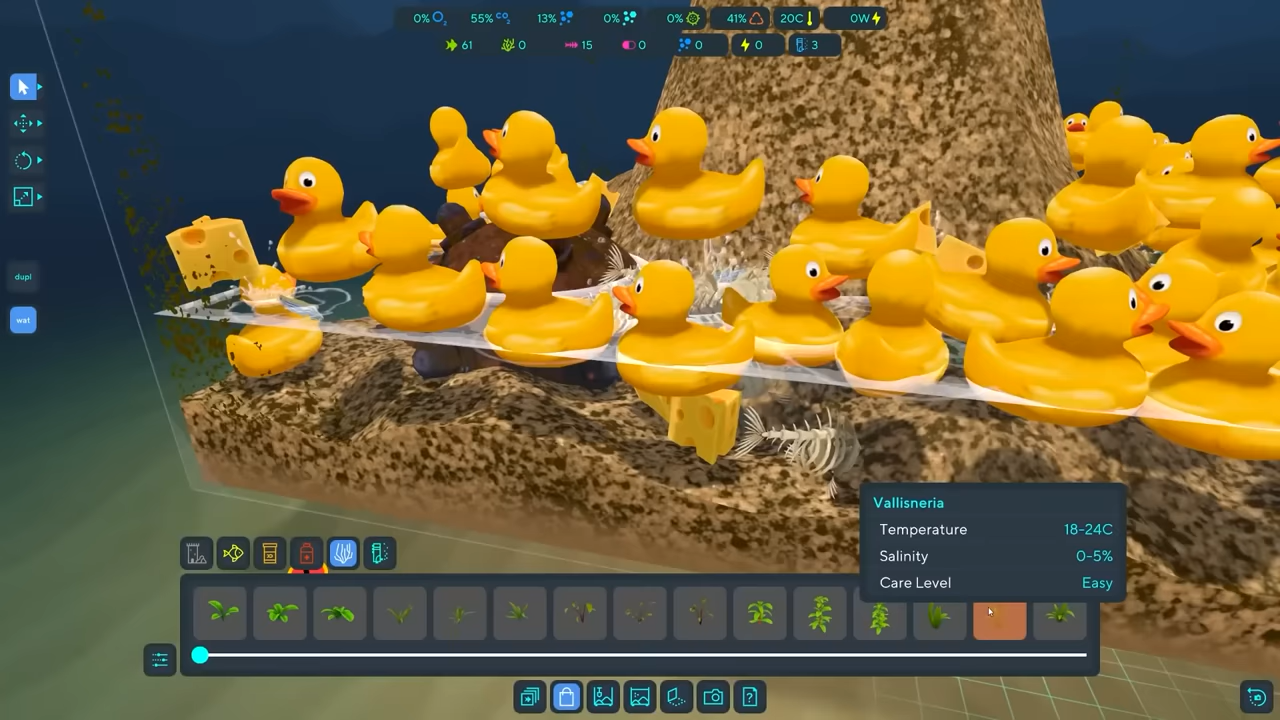 0% O₂ 55% CO₂ 13% 0% 0% 41% 20C 0W
61 0 15 0 0 0 3
dupl
wat
Vallisneria
Temperature 18-24C
Salinity 0-5%
Care Level Easy